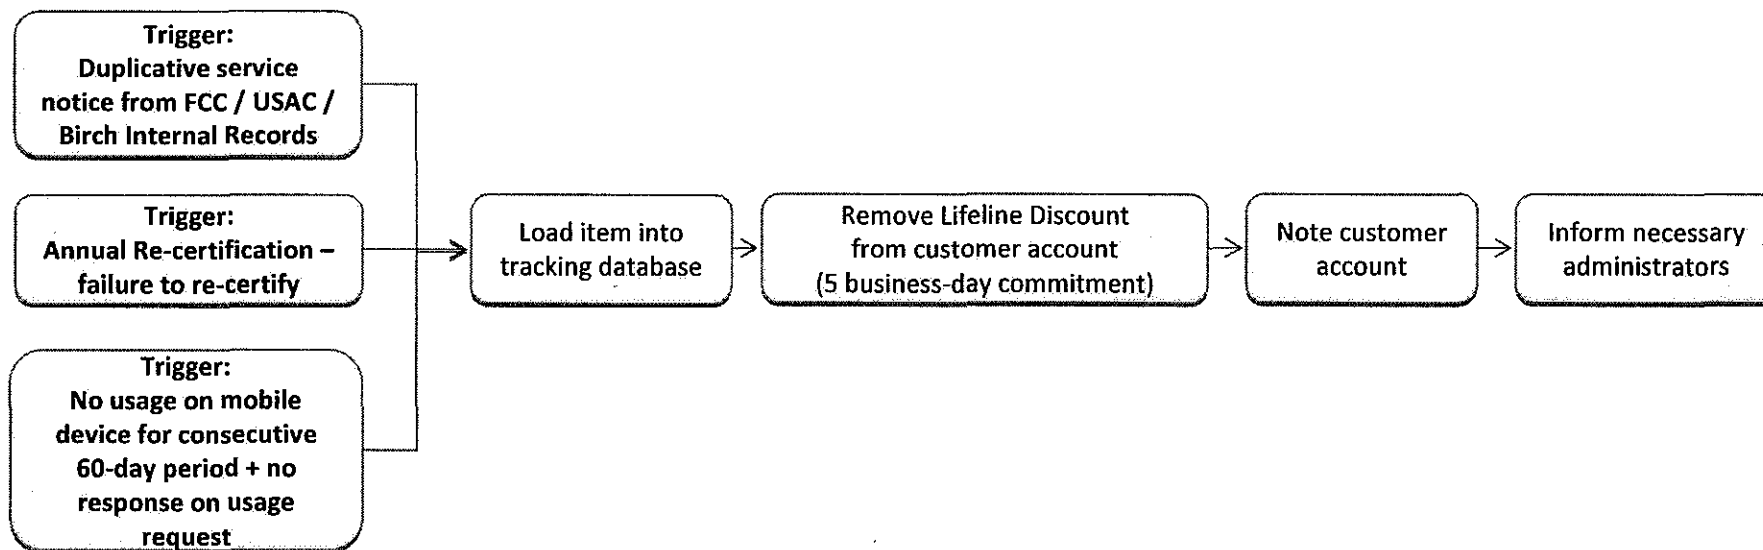 Trigger:
Duplicative service
notice from FCC / USAC /
Birch Internal Records
Trigger:
Annual Re-certification –
failure to re-certify
Trigger:
No usage on mobile
device for consecutive
60-day period + no
response on usage
request
Load item into
tracking database
Remove Lifeline Discount
from customer account
(5 business-day commitment)
Note customer
account
Inform necessary
administrators